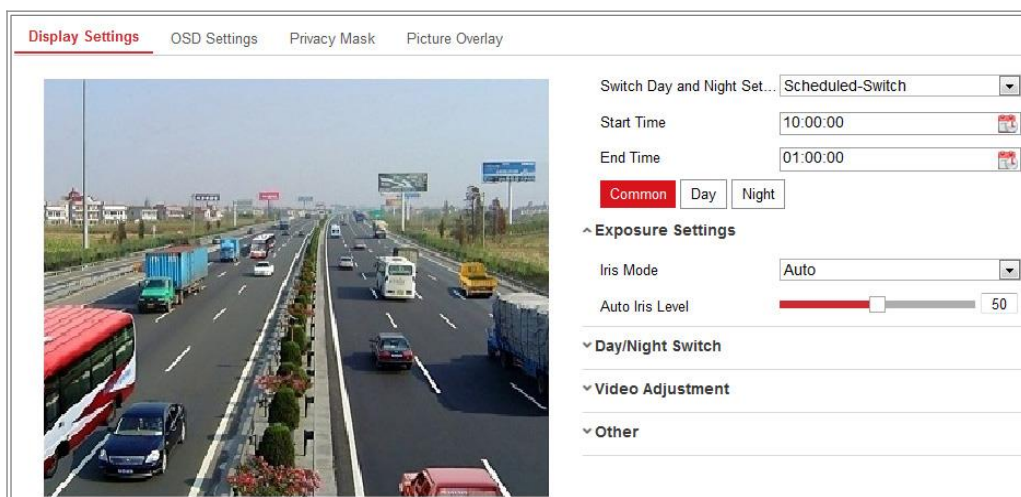 Display Settings OSD Settings Privacy Mask Picture Overlay
Switch Day and Night Set... Scheduled-Switch
Start Time 10:00:00
End Time 01:00:00
Common Day Night
Exposure Settings
Iris Mode Auto
Auto Iris Level 50
Day/Night Switch
Video Adjustment
Other